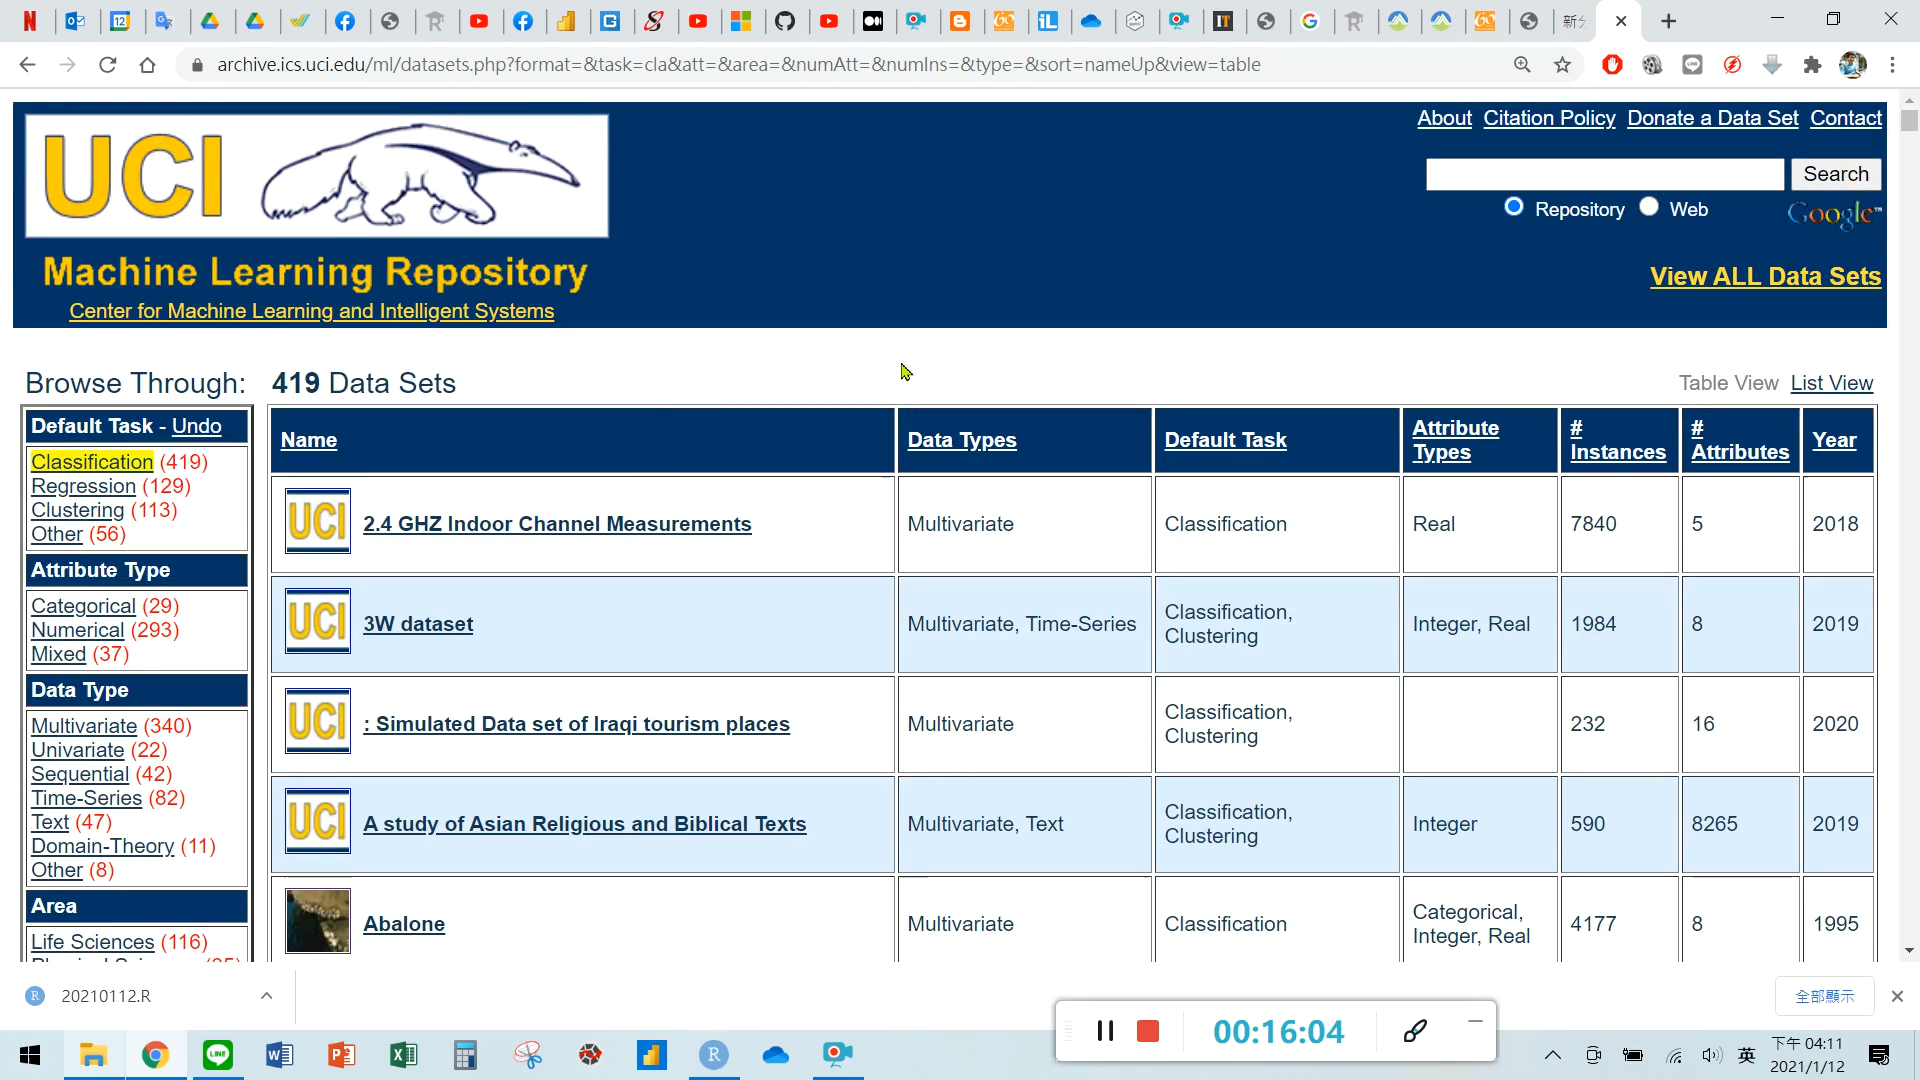 新分
archive.ics.uci.edu/ml/datasets.php?format=&task=cla&att=&area=&numAtt=&numIns=&type=&sort=nameUp&view=table
UCI
Machine Learning Repository
Center for Machine Learning and Intelligent Systems
About Citation Policy Donate a Data Set Contact
Search
Repository Web Google™
View ALL Data Sets
Browse Through:
419 Data Sets
Table View List View
Default Task - Undo
Classification (419)
Regression (129)
Clustering (113)
Other (56)
Attribute Type
Categorical (29)
Numerical (293)
Mixed (37)
Data Type
Multivariate (340)
Univariate (22)
Sequential (42)
Time-Series (82)
Text (47)
Domain-Theory (11)
Other (8)
Area
Life Sciences (116)
Name Data Types Default Task Attribute Types # Instances # Attributes Year
UCI 2.4 GHZ Indoor Channel Measurements Multivariate Classification Real 7840 5 2018
UCI 3W dataset Multivariate, Time-Series Classification, Clustering Integer, Real 1984 8 2019
UCI : Simulated Data set of Iraqi tourism places Multivariate Classification, Clustering 232 16 2020
UCI A study of Asian Religious and Biblical Texts Multivariate, Text Classification, Clustering Integer 590 8265 2019
Abalone Multivariate Classification Categorical, Integer, Real 4177 8 1995
20210112.R
全部顯示
00:16:04
英
下午 04:11
2021/1/12